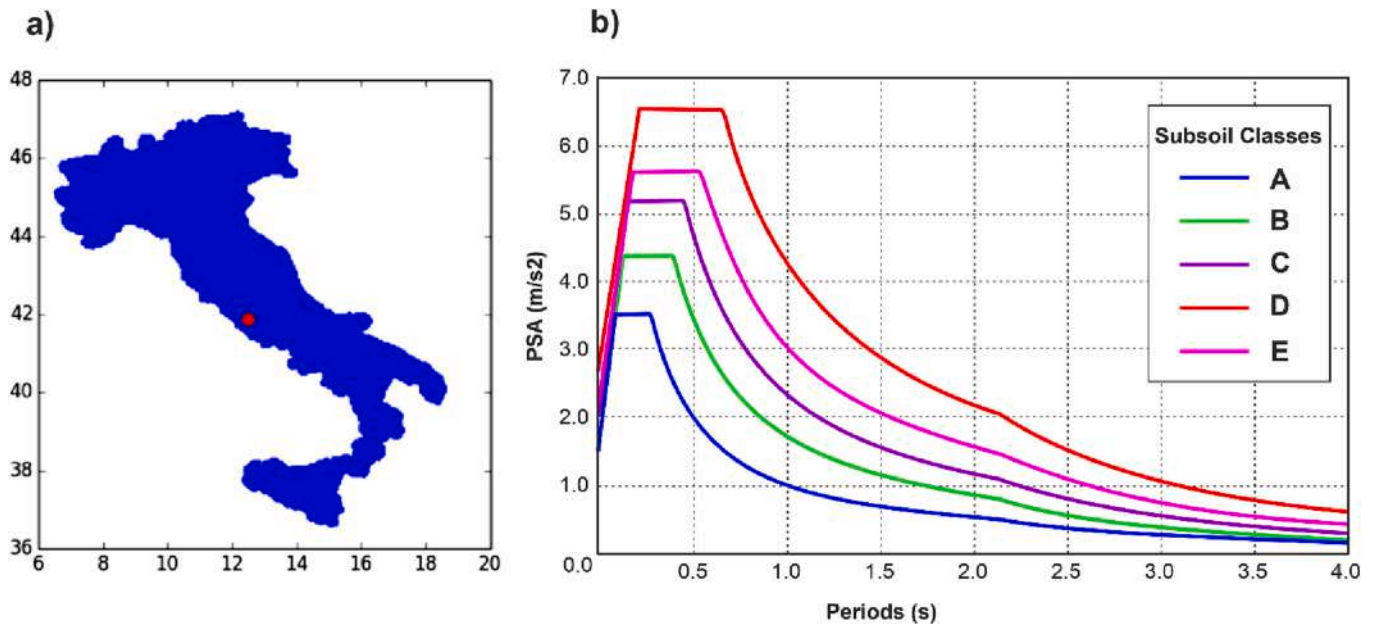 a)
48
46
44
42
40
38
36
6 8 10 12 14 16 18 20
b)
PSA (m/s2)
7.0
6.0
5.0
4.0
3.0
2.0
1.0
0.0
0.5 1.0 1.5 2.0 2.5 3.0 3.5 4.0
Periods (s)
Subsoil Classes
A
B
C
D
E